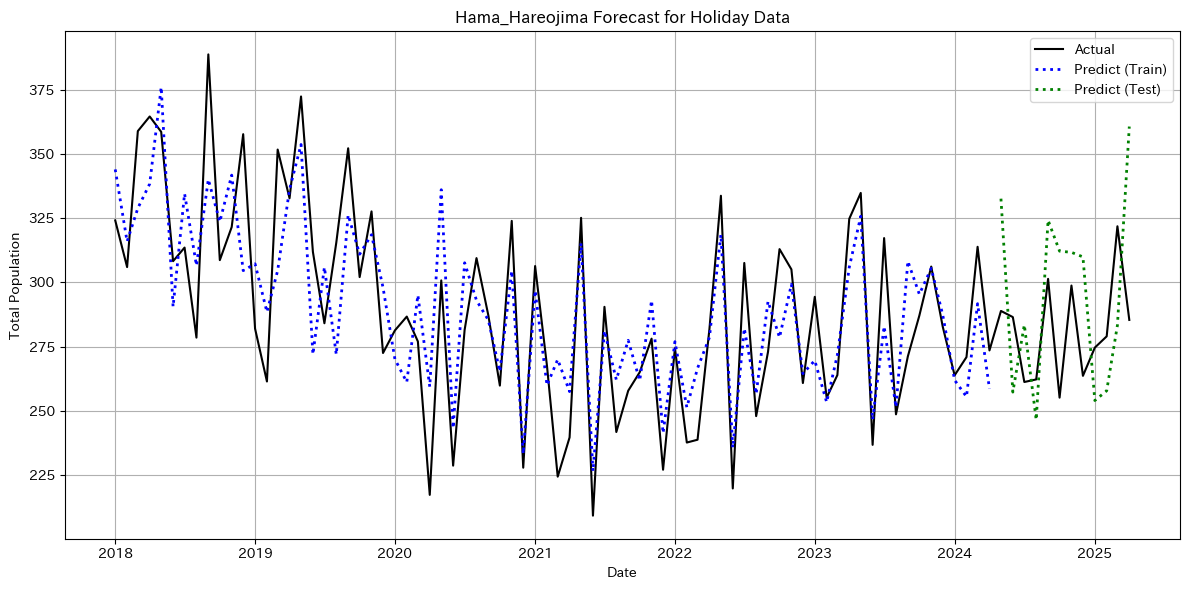 Hama_Hareojima Forecast for Holiday Data
Actual
Predict (Train)
Predict (Test)
Total Population
375
350
325
300
275
250
225
2018
2019
2020
2021
2022
2023
2024
2025
Date